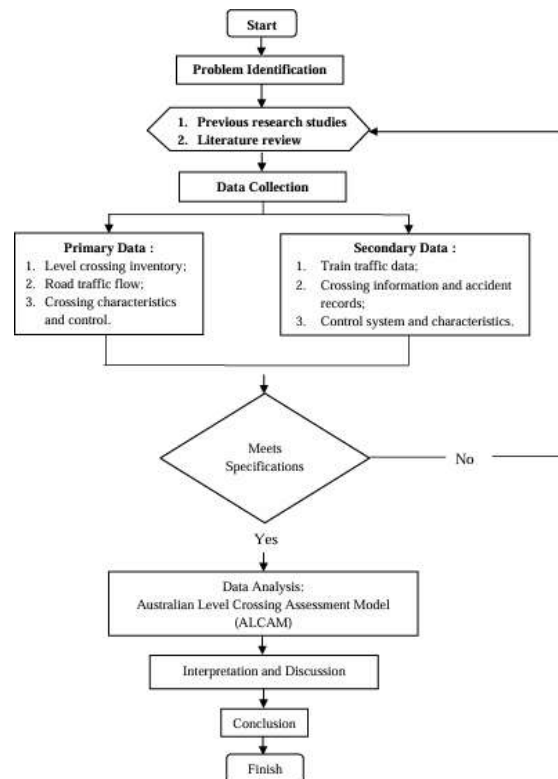 Start
Problem Identification
1. Previous research studies
2. Literature review
Data Collection
Primary Data :
1. Level crossing inventory;
2. Road traffic flow;
3. Crossing characteristics
and control.
Secondary Data :
1. Train traffic data;
2. Crossing information and accident
records;
3. Control system and characteristics.
Meets
Specifications
No
Yes
Data Analysis:
Australian Level Crossing Assessment Model
(ALCAM)
Interpretation and Discussion
Conclusion
Finish